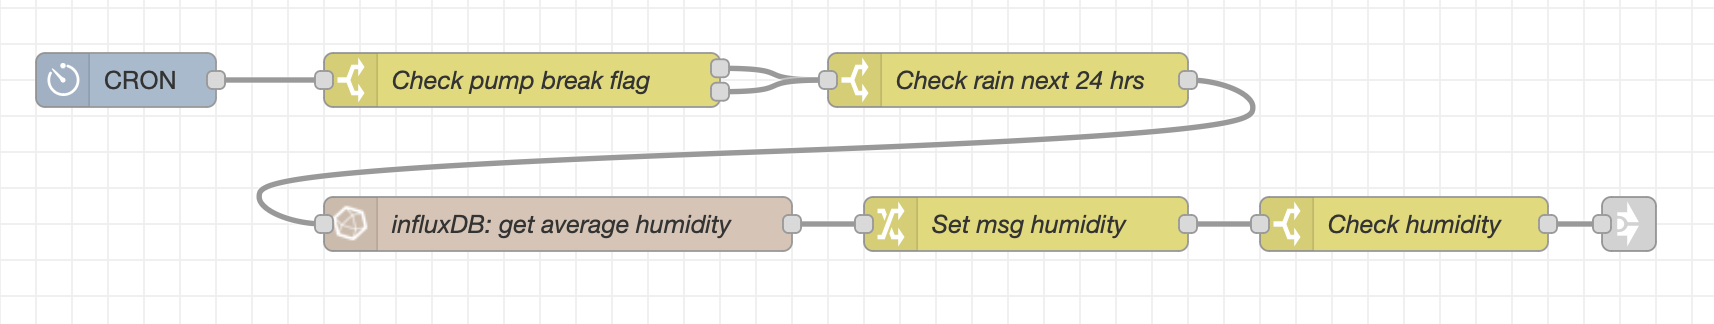 CRON
Check pump break flag
Check rain next 24 hrs
influxDB: get average humidity
Set msg humidity
Check humidity